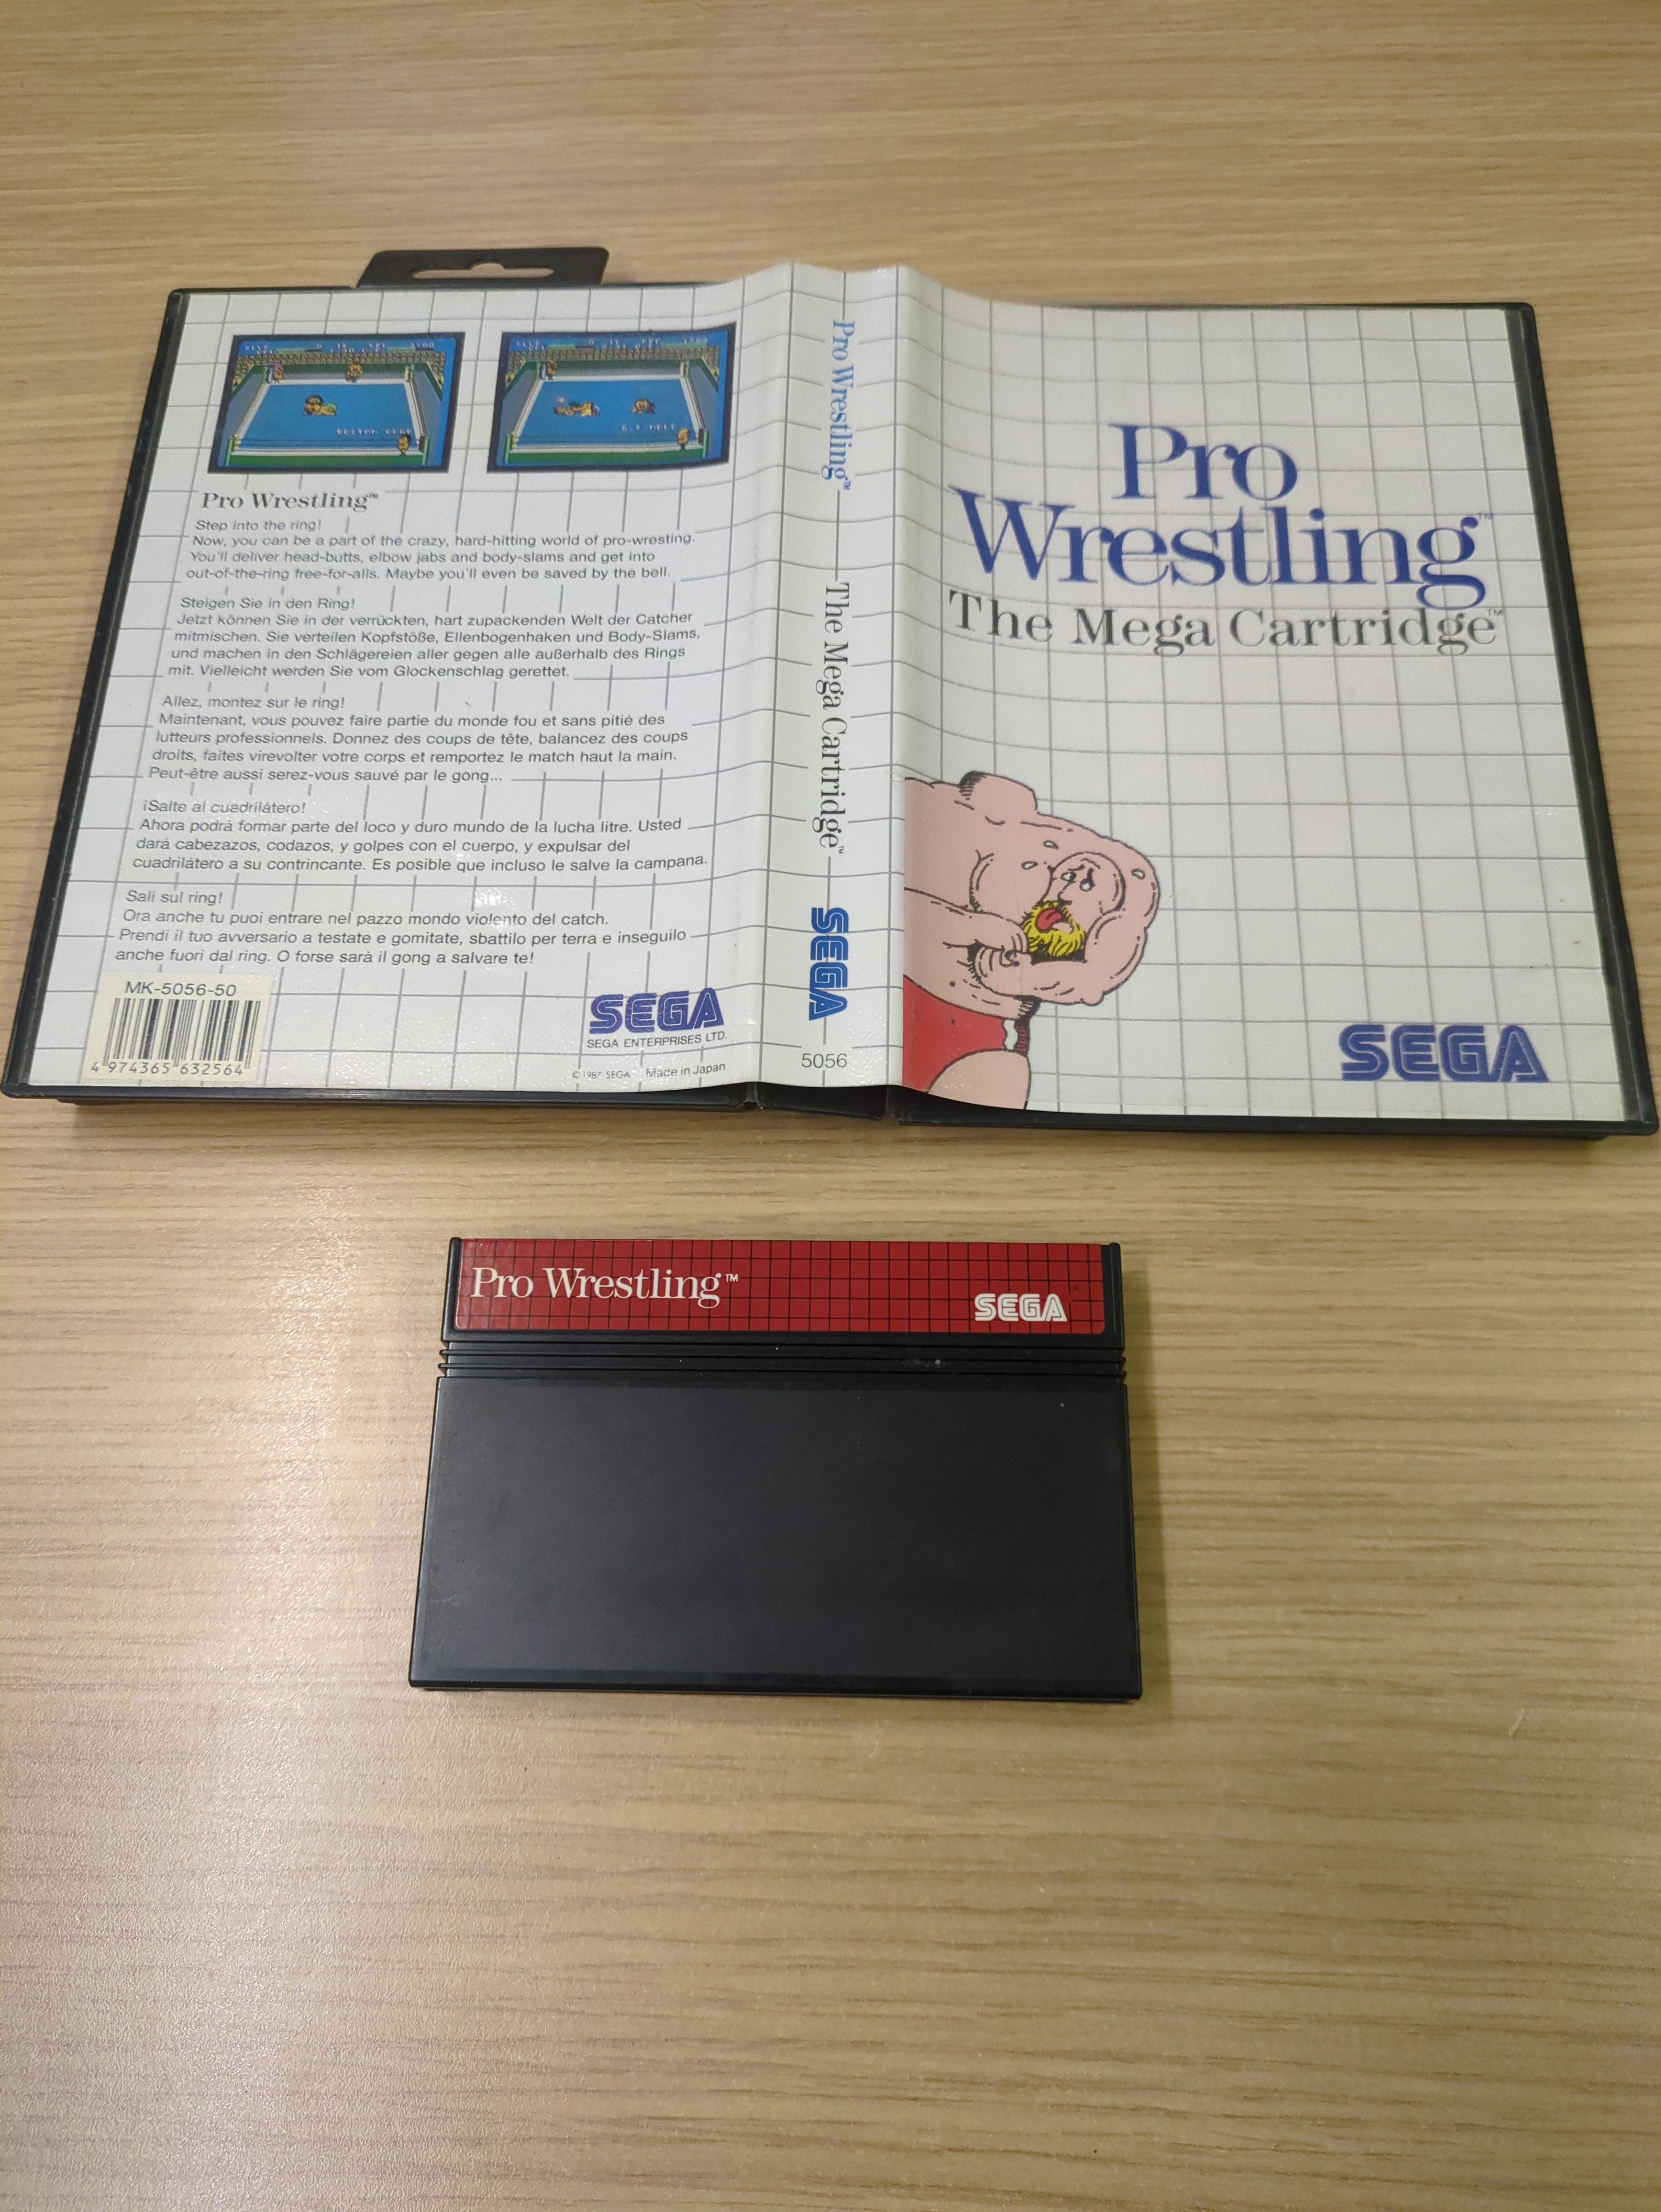 Pro Wrestling™
Step into the ring!
Now, you can be a part of the crazy, hard-hitting world of pro-wresting.
You'll deliver head-butts, elbow jabs and body-slams and get into
out-of-the-ring free-for-alls. Maybe you'll even be saved by the bell.
Steigen Sie in den Ring!
Jetzt können Sie in der verrückten, hart zupackenden Welt der Catcher
mitmischen. Sie verteilen Kopfstöße, Ellenbogenhaken und Body-Slams,
und machen in den Schlägereien aller gegen alle außerhalb des Rings
mit. Vielleicht werden Sie vom Glockenschlag gerettet.
Allez, montez sur le ring!
Maintenant, vous pouvez faire partie du monde fou et sans pitié des
lutteurs professionnels. Donnez des coups de tête, balancez des coups
droits, faites virevolter votre corps et remportez le match haut la main.
Peut-être aussi serez-vous sauvé par le gong...
¡Salte al cuadrilátero!
Ahora podrà formar parte del loco y duro mundo de la lucha litre. Usted
dará cabezazos, codazos, y golpes con el cuerpo, y expulsar del
cuadrilátero a su contrincante. Es posible que incluso le salve la campana.
Sali sul ring!
Ora anche tu puoi entrare nel pazzo mondo violento del catch.
Prendi il tuo avversario a testate e gomitate, sbattilo per terra e inseguilo
anche fuori dal ring. O forse sarà il gong a salvare te!
MK-5056-50
4 974365 632564
SEGA
SEGA ENTERPRISES LTD.
©1987 SEGA Made in Japan
Pro Wrestling™
The Mega Cartridge™
SEGA
5056
Pro
Wrestling™
The Mega Cartridge™
SEGA
Pro Wrestling™
SEGA